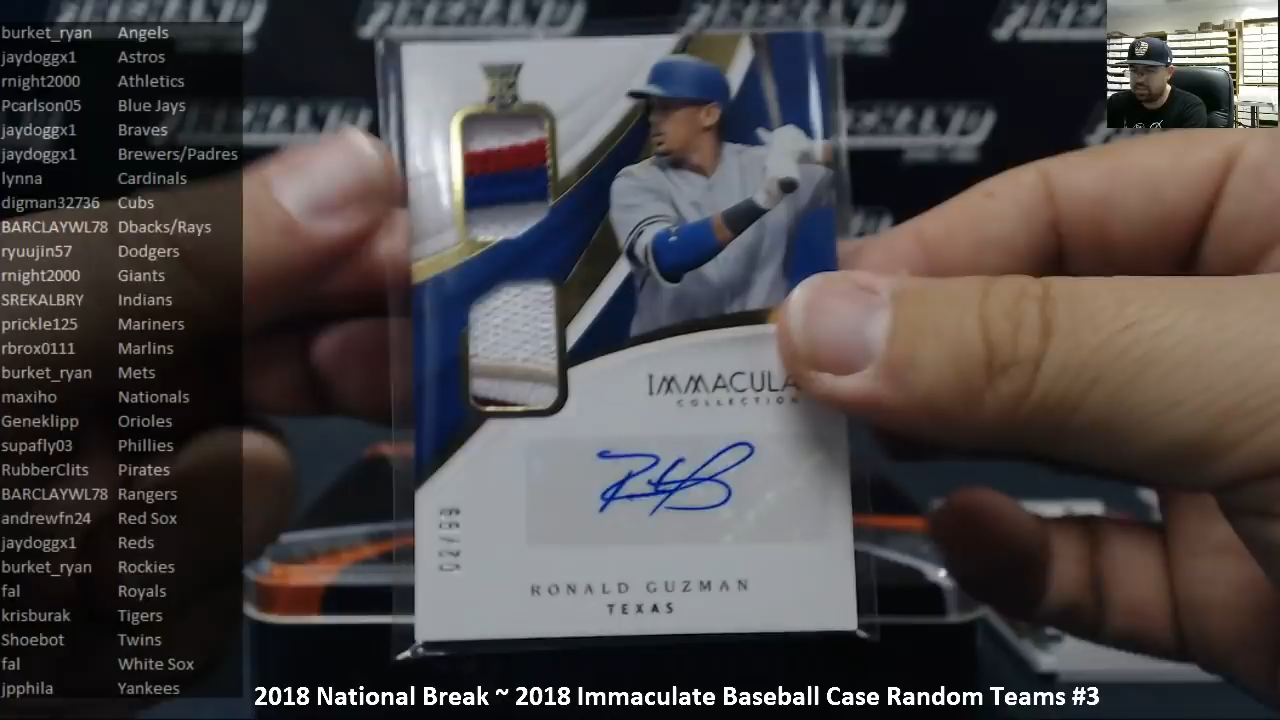 burket_ryan Angels
jaydoggx1 Astros
rnight2000 Athletics
Pcarlson05 Blue Jays
jaydoggx1 Braves
jaydoggx1 Brewers/Padres
lynna Cardinals
digman32736 Cubs
BARCLAYWL78 Dbacks/Rays
ryuujin57 Dodgers
rnight2000 Giants
SREKALBRY Indians
prickle125 Mariners
rbrox0111 Marlins
burket_ryan Mets
maxiho Nationals
Geneklipp Orioles
supafly03 Phillies
RubberClits Pirates
BARCLAYWL78 Rangers
andrewfn24 Red Sox
jaydoggx1 Reds
burket_ryan Rockies
fal Royals
krisburak Tigers
Shoebot Twins
fal White Sox
jpphila Yankees
IMMACULA
COLLECTION
02/99
RONALD GUZMAN
TEXAS
2018 National Break ~ 2018 Immaculate Baseball Case Random Teams #3